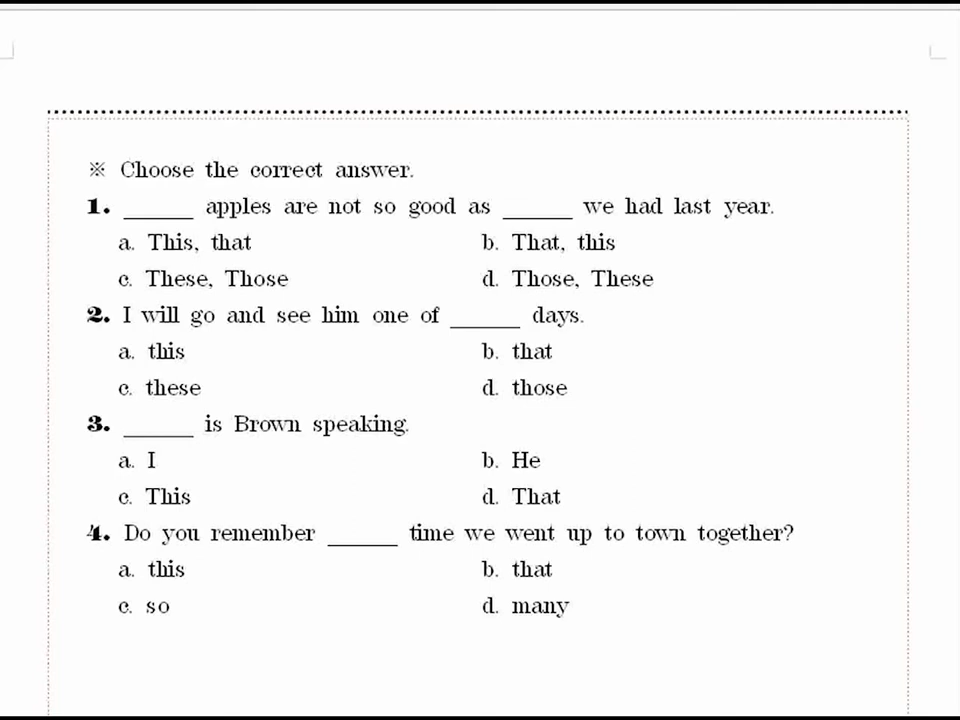 ※ Choose the correct answer.
1. ______ apples are not so good as ______ we had last year.
a. This, that b. That, this
c. These, Those d. Those, These
2. I will go and see him one of ______ days.
a. this b. that
c. these d. those
3. ______ is Brown speaking.
a. I b. He
c. This d. That
4. Do you remember ______ time we went up to town together?
a. this b. that
c. so d. many